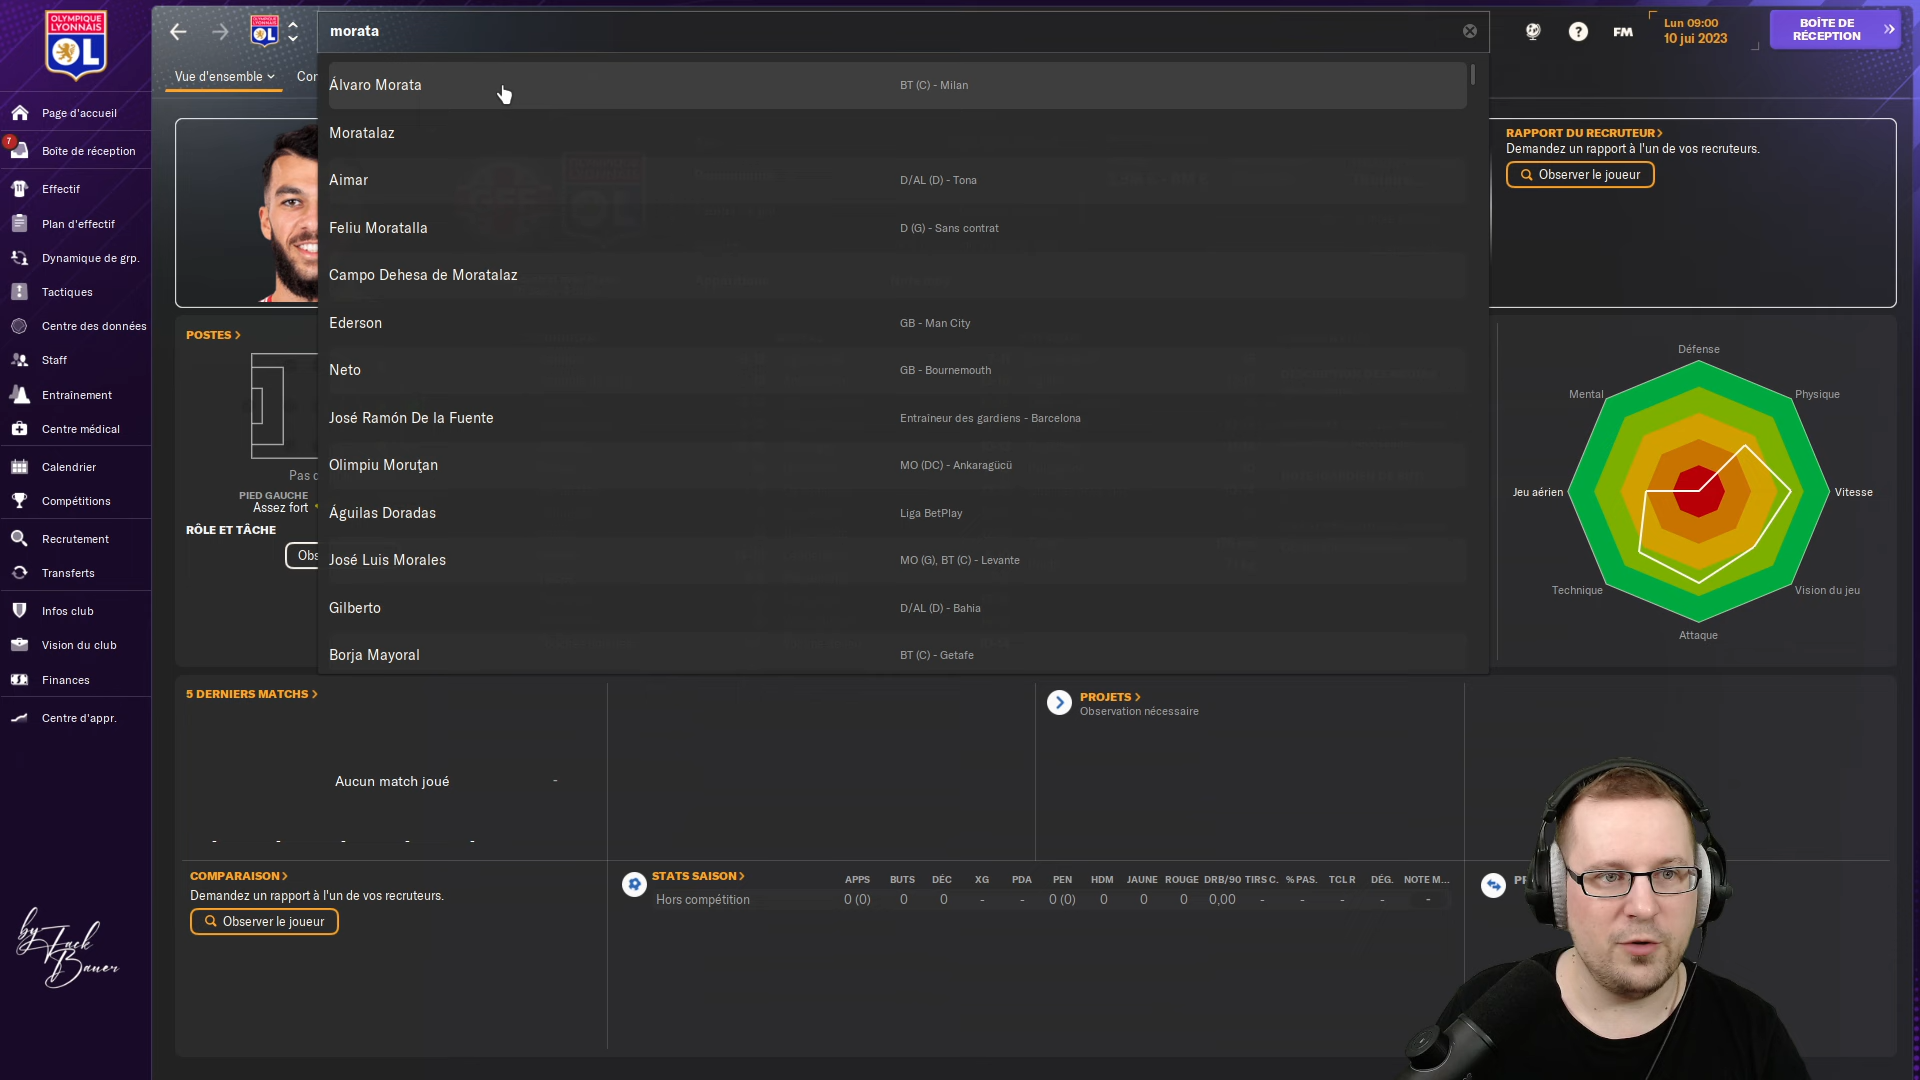 OLYMPIQUE
LYONNAIS
OL
morata
FM
Lun 09:00
10 jui 2023
BOÎTE DE
RÉCEPTION
Vue d'ensemble
Page d'accueil
7
Boîte de réception
Effectif
Plan d'effectif
Dynamique de grp.
Tactiques
Centre des données
Staff
Entraînement
Centre médical
Calendrier
Compétitions
Recrutement
Transferts
Infos club
Vision du club
Finances
Centre d'appr.
by Jack
Bauer
Álvaro Morata BT (C) - Milan
Moratalaz
Aimar D/AL (D) - Tona
Feliu Moratalla D (G) - Sans contrat
Campo Dehesa de Moratalaz
Ederson GB - Man City
Neto GB - Bournemouth
José Ramón De la Fuente Entraîneur des gardiens - Barcelona
Olimpiu Moruţan MO (DC) - Ankaragücü
Águilas Doradas Liga BetPlay
José Luis Morales MO (G), BT (C) - Levante
Gilberto D/AL (D) - Bahia
Borja Mayoral BT (C) - Getafe
RAPPORT DU RECRUTEUR
Demandez un rapport à l'un de vos recruteurs.
Observer le joueur
POSTES
PIED GAUCHE
Assez fort
RÔLE ET TÂCHE
Défense
Mental
Physique
Jeu aérien
Vitesse
Technique
Vision du jeu
Attaque
5 DERNIERS MATCHS
Aucun match joué -
- - - - -
PROJETS
Observation nécessaire
COMPARAISON
Demandez un rapport à l'un de vos recruteurs.
Observer le joueur
STATS SAISON APPS BUTS DÉC XG PDA PEN HDM JAUNE ROUGE DRB/90 TIRS C. % PAS. TCL R DÉG. NOTE M...
Hors compétition 0 (0) 0 0 - - 0 (0) 0 0 0 0,00 - - - - -